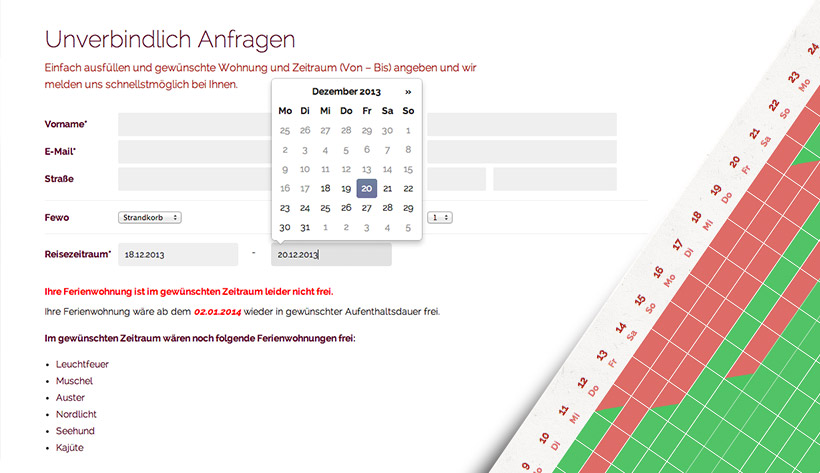 Unverbindlich Anfragen
Einfach ausfüllen und gewünschte Wohnung und Zeitraum (Von – Bis) angeben und wir
melden uns schnellstmöglich bei Ihnen.
Dezember 2013 »
Mo Di Mi Do Fr Sa So
25 26 27 28 29 30 1
2 3 4 5 6 7 8
9 10 11 12 13 14 15
16 17 18 19 20 21 22
23 24 25 26 27 28 29
30 31 1 2 3 4 5
Vorname*
E-Mail*
Straße
Fewo Strandkorb 1
Reisezeitraum* 18.12.2013 - 20.12.2013
Ihre Ferienwohnung ist im gewünschten Zeitraum leider nicht frei.
Ihre Ferienwohnung wäre ab dem 02.01.2014 wieder in gewünschter Aufenthaltsdauer frei.
Im gewünschten Zeitraum wären noch folgende Ferienwohnungen frei:
• Leuchtfeuer
• Muschel
• Auster
• Nordlicht
• Seehund
• Kajüte
24
23 Mo
22 So
21 Sa
20 Fr
19 Do
18 Mi
17 Di
16 Mo
15 So
14 Sa
13 Fr
12 Do
11 Mi
10 Di
9 Mo